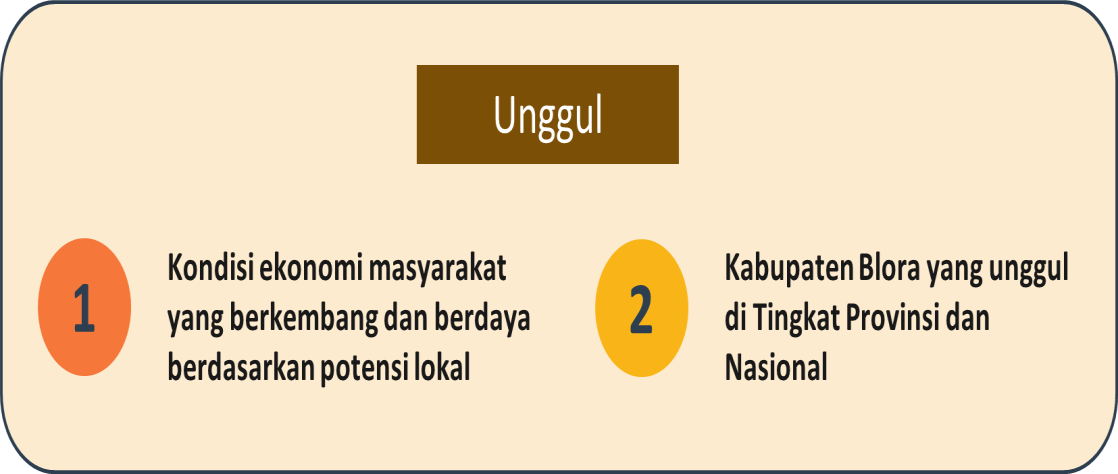 Unggul
1
Kondisi ekonomi masyarakat
yang berkembang dan berdaya
berdasarkan potensi lokal
2
Kabupaten Blora yang unggul
di Tingkat Provinsi dan
Nasional